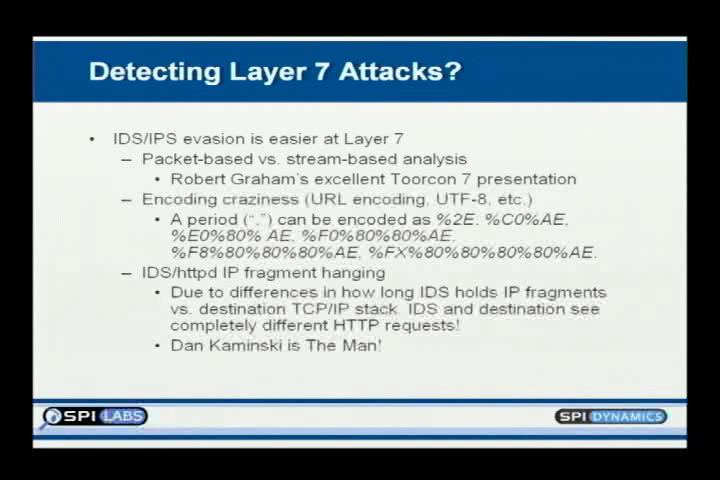 Detecting Layer 7 Attacks?
• IDS/IPS evasion is easier at Layer 7
– Packet-based vs. stream-based analysis
• Robert Graham's excellent Toorcon 7 presentation
– Encoding craziness (URL encoding, UTF-8, etc.)
• A period (".") can be encoded as %2E, %C0%AE,
%E0%80% AE, %F0%80%80%AE,
%F8%80%80%80%AE, %FX%80%80%80%80%AE.
– IDS/httpd IP fragment hanging
• Due to differences in how long IDS holds IP fragments
vs. destination TCP/IP stack, IDS and destination see
completely different HTTP requests!
• Dan Kaminski is The Man!
SPI LABS
SPI DYNAMICS